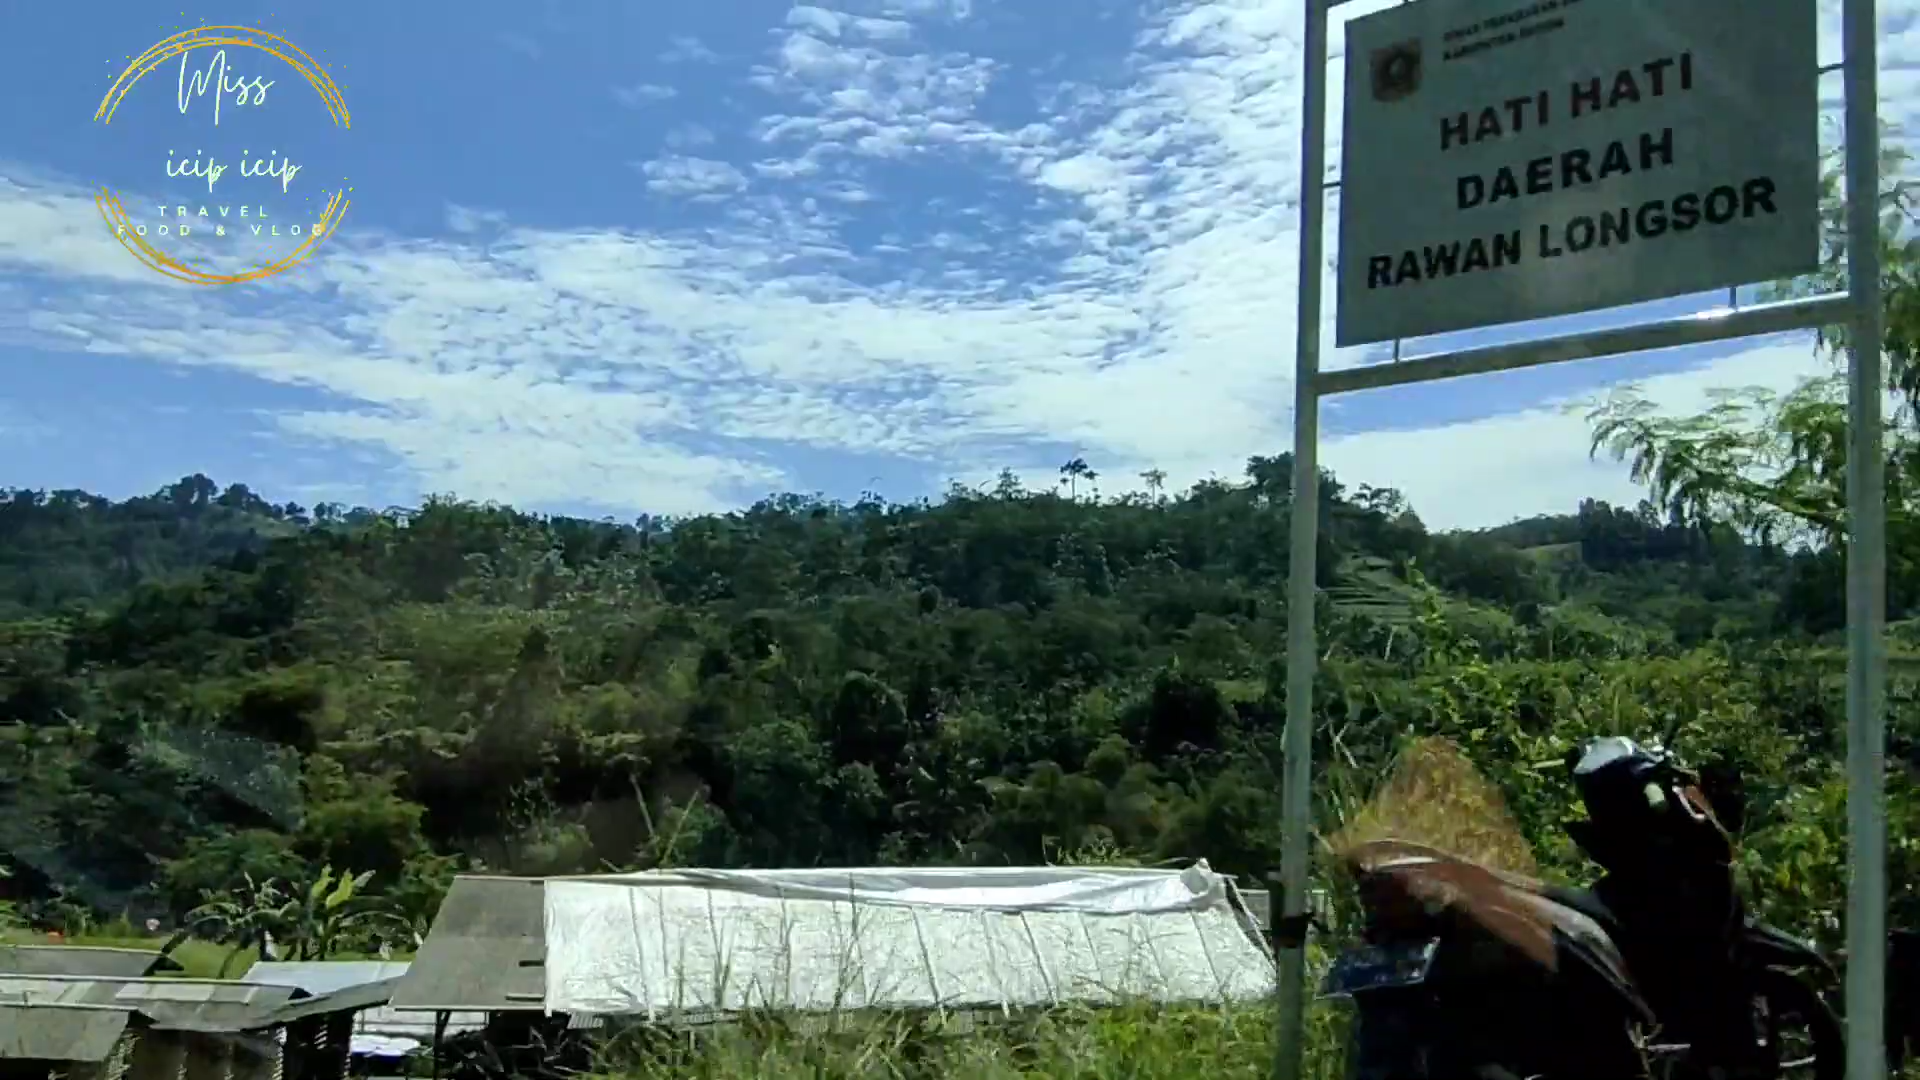 Miss
icip icip
TRAVEL
FOOD & VLOG
HATI HATI
DAERAH
RAWAN LONGSOR